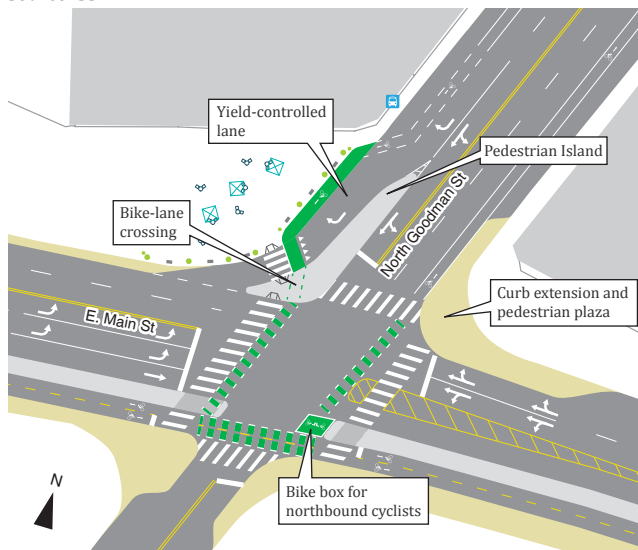 Yield-controlled
lane
Pedestrian Island
Bike-lane
crossing
North Goodman St
Curb extension and
pedestrian plaza
E. Main St
N
Bike box for
northbound cyclists